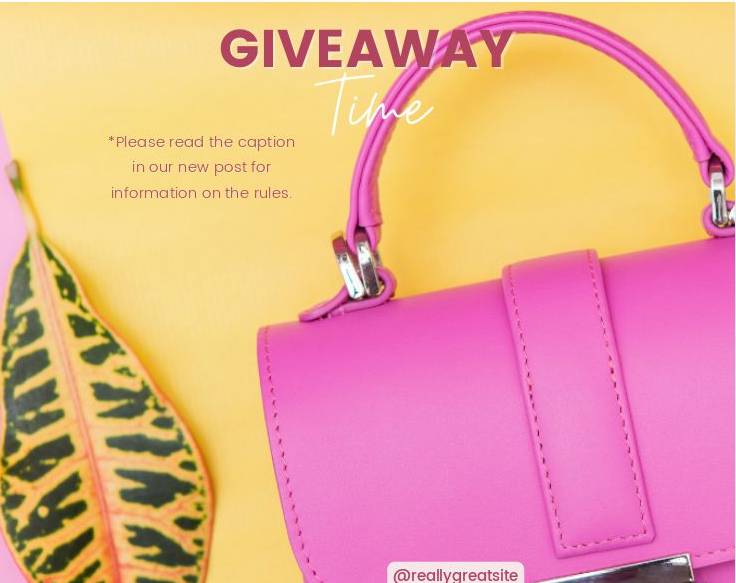 GIVEAWAY
Time
*Please read the caption
in our new post for
information on the rules.
@reallygreatsite